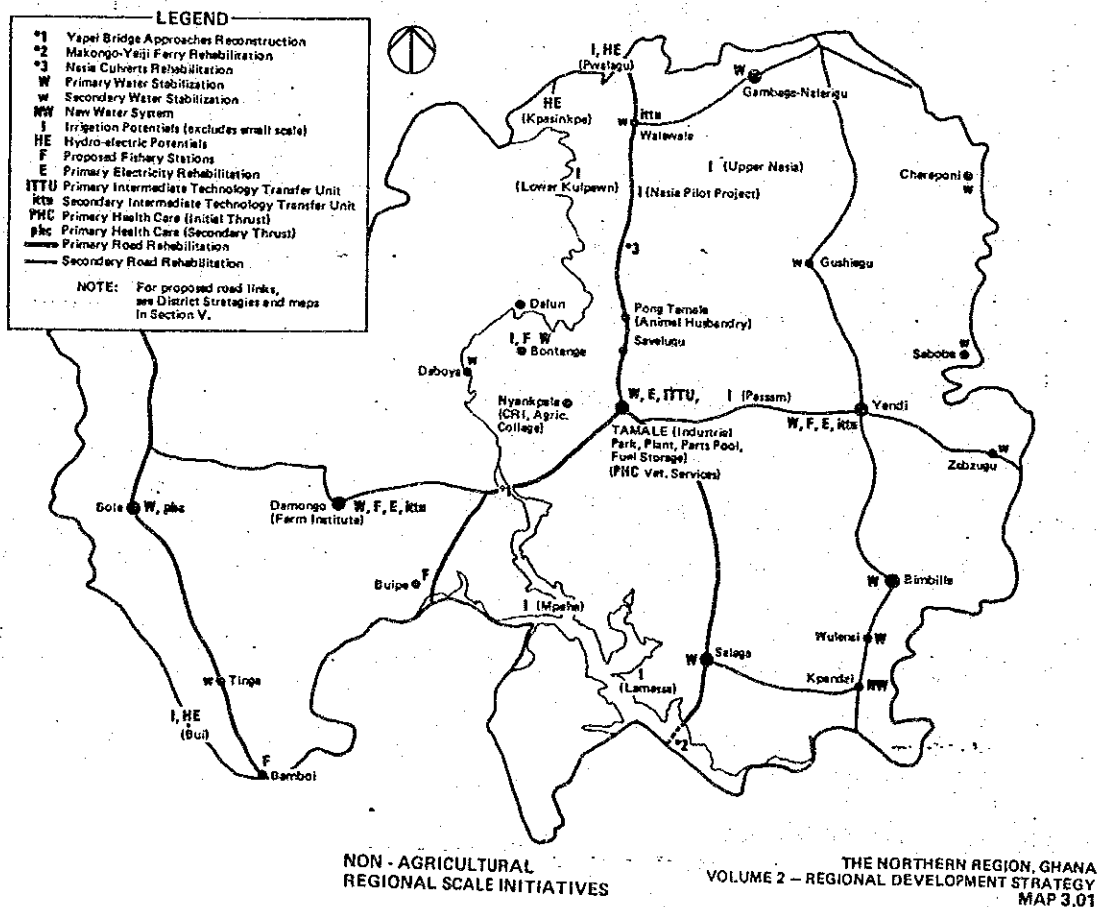 LEGEND
*1 Yapei Bridge Approaches Reconstruction
*2 Makongo-Yeiji Ferry Rehabilitation
*3 Nasia Culverts Rehabilitation
W Primary Water Stabilization
w Secondary Water Stabilization
NW New Water System
I Irrigation Potentials (excludes small scale)
HE Hydro-electric Potentials
F Proposed Fishery Stations
E Primary Electricity Rehabilitation
ITTU Primary Intermediate Technology Transfer Unit
ittu Secondary Intermediate Technology Transfer Unit
PHC Primary Health Care (Initial Thrust)
phc Primary Health Care (Secondary Thrust)
Primary Road Rehabilitation
Secondary Road Rehabilitation
NOTE: For proposed road links,
see District Strategies and maps
in Section V.
I, HE
(Pwalagu)
HE
(Kpasinkpe)
W
Gambaga-Nalerigu
ittu
w
Walewale
I (Upper Nasia)
I
(Lower Kulpawn)
I (Nasia Pilot Project)
Chereponi
w
*3
w Gushiegu
Dalun
Pong Tamale
(Animal Husbandry)
I, F W
Bontanga
Savelugu
w
Saboba
Daboya w
Nyankpala
(CRI, Agric.
College)
W, E, ITTU,
I (Passam)
Yendi
W, F, E, ittu
TAMALE (Industrial
Park, Plant, Parts Pool,
Fuel Storage)
(PHC Vet. Services)
w
Zabzugu
*1
Bole W, phc
Damongo
(Farm Institute)
W, F, E, ittu
Buipe F
W Bimbilla
I (Mpaha)
Wulensi W
W Salaga
Kpandai NW
I
(Lamassa)
w Tinga
I, HE
(Bui)
*2
F
Bamboi
NON - AGRICULTURAL
REGIONAL SCALE INITIATIVES
THE NORTHERN REGION, GHANA
VOLUME 2 – REGIONAL DEVELOPMENT STRATEGY
MAP 3.01